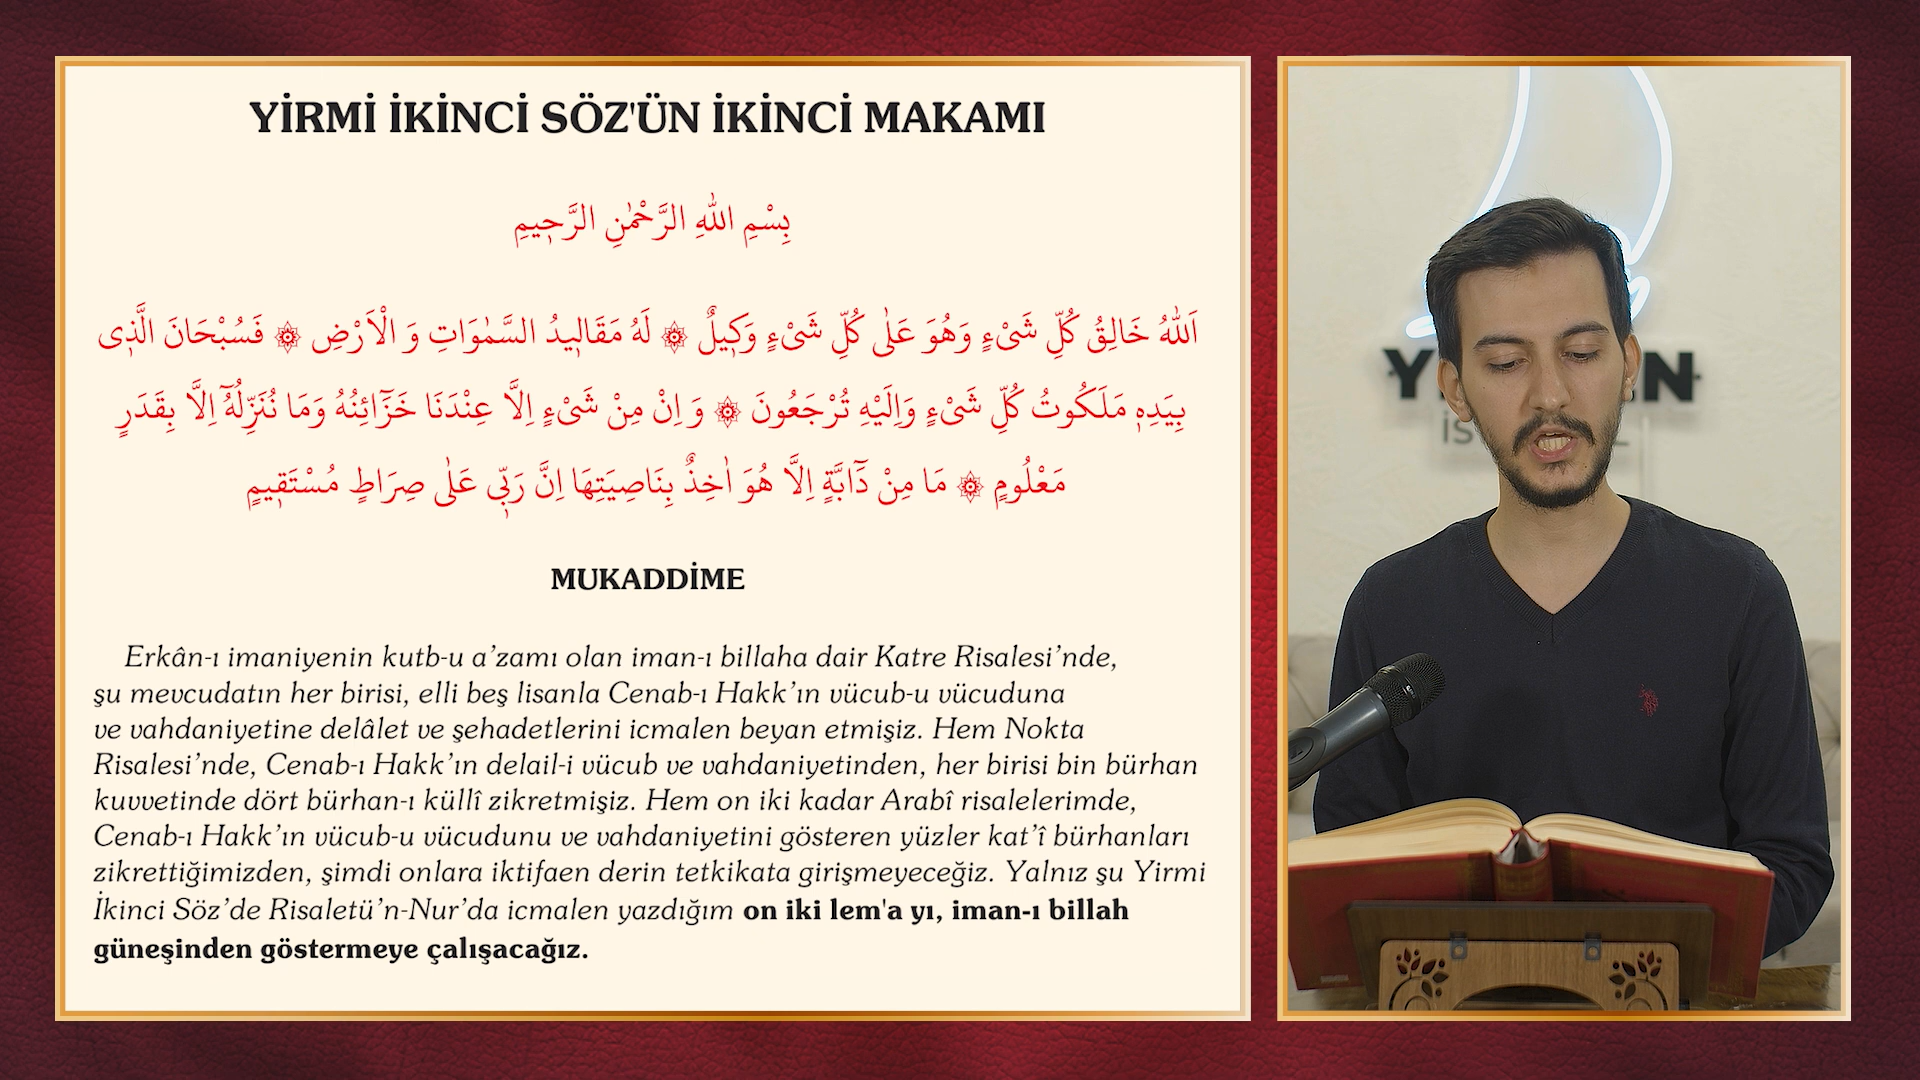 YİRMİ İKİNCİ SÖZ'ÜN İKİNCİ MAKAMI
بِسْمِ اللّٰهِ الرَّحْمٰنِ الرَّحٖيمِ
اَللّٰهُ خَالِقُ كُلِّ شَىْءٍ وَهُوَ عَلٰى كُلِّ شَىْءٍ وَكٖيلٌ ۞ لَهُ مَقَالٖيدُ السَّمٰوَاتِ وَ الْاَرْضِ ۞ فَسُبْحَانَ الَّذٖى
بِيَدِهٖ مَلَكُوتُ كُلِّ شَىْءٍ وَاِلَيْهِ تُرْجَعُونَ ۞ وَ اِنْ مِنْ شَىْءٍ اِلَّا عِنْدَنَا خَزَٓائِنُهُ وَمَا نُنَزِّلُهُٓ اِلَّا بِقَدَرٍ
مَعْلُومٍ ۞ مَا مِنْ دَٓابَّةٍ اِلَّا هُوَ اٰخِذٌ بِنَاصِيَتِهَا اِنَّ رَبّٖى عَلٰى صِرَاطٍ مُسْتَقٖيمٍ
MUKADDİME
Erkân-ı imaniyenin kutb-u a’zamı olan iman-ı billaha dair Katre Risalesi’nde,
şu mevcudatın her birisi, elli beş lisanla Cenab-ı Hakk’ın vücub-u vücuduna
ve vahdaniyetine delâlet ve şehadetlerini icmalen beyan etmişiz. Hem Nokta
Risalesi’nde, Cenab-ı Hakk’ın delail-i vücub ve vahdaniyetinden, her birisi bin bürhan
kuvvetinde dört bürhan-ı küllî zikretmişiz. Hem on iki kadar Arabî risalelerimde,
Cenab-ı Hakk’ın vücub-u vücudunu ve vahdaniyetini gösteren yüzler kat’î bürhanları
zikrettiğimizden, şimdi onlara iktifaen derin tetkikata girişmeyeceğiz. Yalnız şu Yirmi
İkinci Söz’de Risaletü’n-Nur’da icmalen yazdığım on iki lem'a yı, iman-ı billah
güneşinden göstermeye çalışacağız.